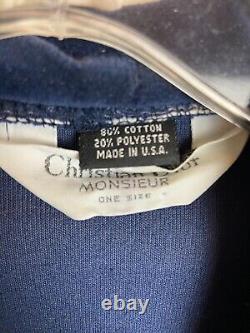 80% COTTON
20% POLYESTER
MADE IN U.S.A.
Christian Dior
MONSIEUR
ONE SIZE